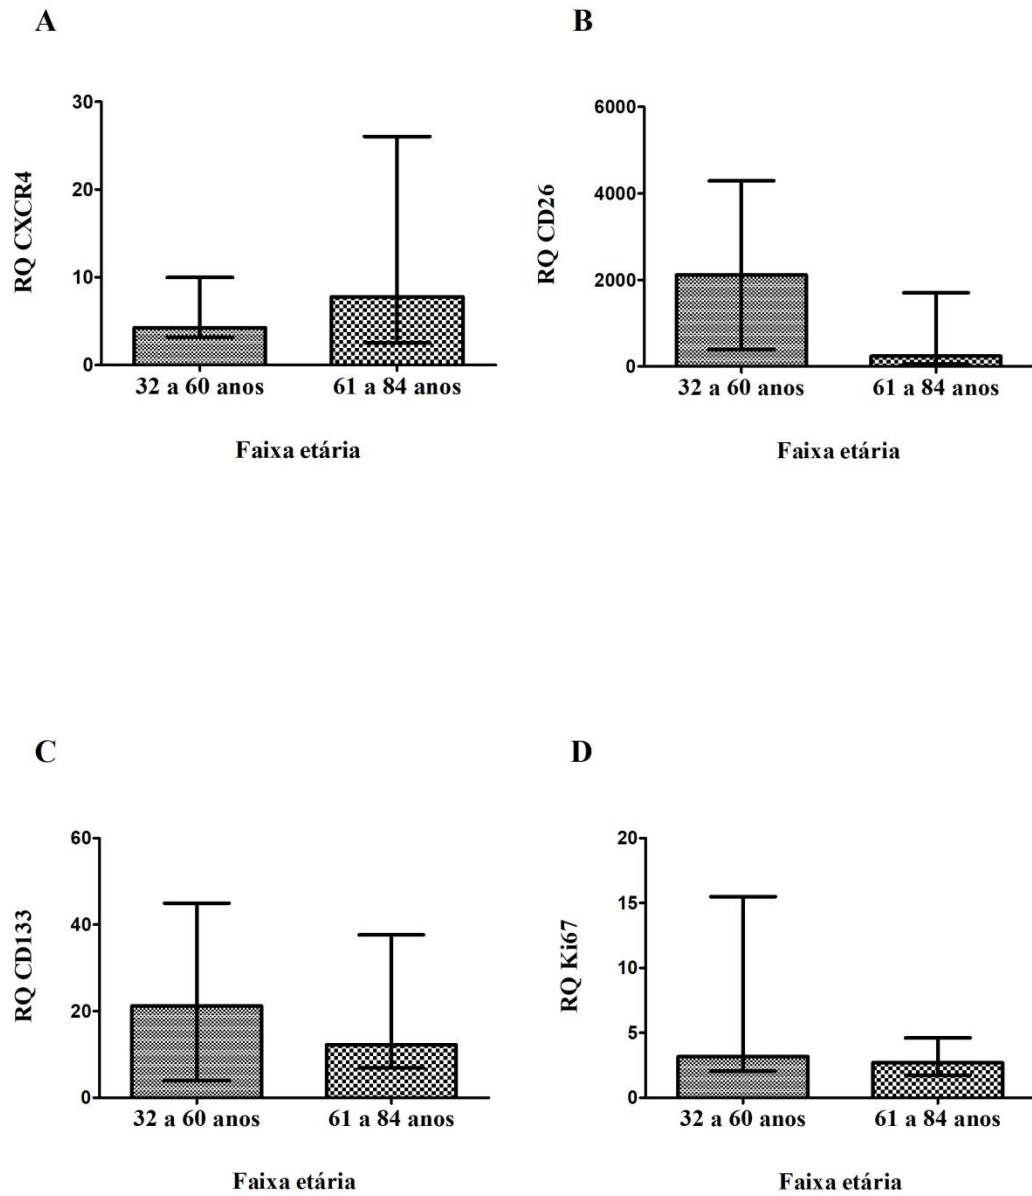 A
RQ CXCR4
30
20
10
0
32 a 60 anos
61 a 84 anos
Faixa etária
B
RQ CD26
6000
4000
2000
0
32 a 60 anos
61 a 84 anos
Faixa etária
C
RQ CD133
60
40
20
0
32 a 60 anos
61 a 84 anos
Faixa etária
D
RQ Ki67
20
15
10
5
0
32 a 60 anos
61 a 84 anos
Faixa etária